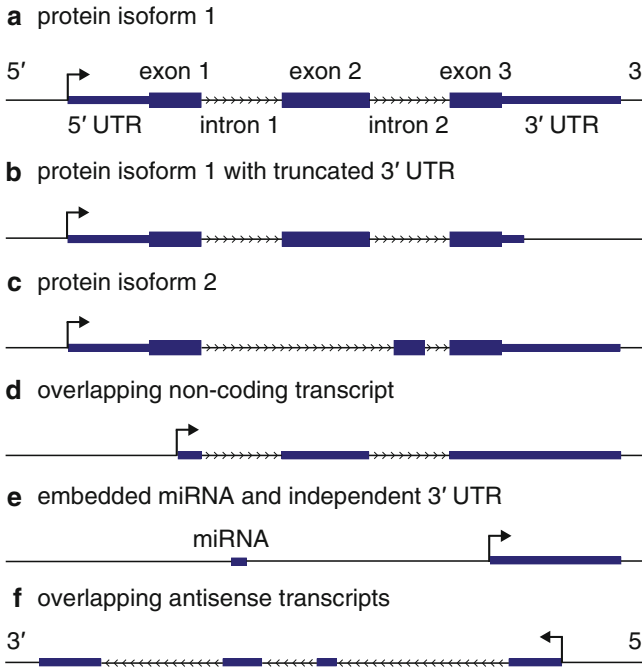 a protein isoform 1
5′ exon 1 exon 2 exon 3 3
5′ UTR intron 1 intron 2 3′ UTR
b protein isoform 1 with truncated 3′ UTR
c protein isoform 2
d overlapping non-coding transcript
e embedded miRNA and independent 3′ UTR
miRNA
f overlapping antisense transcripts
3′ 5